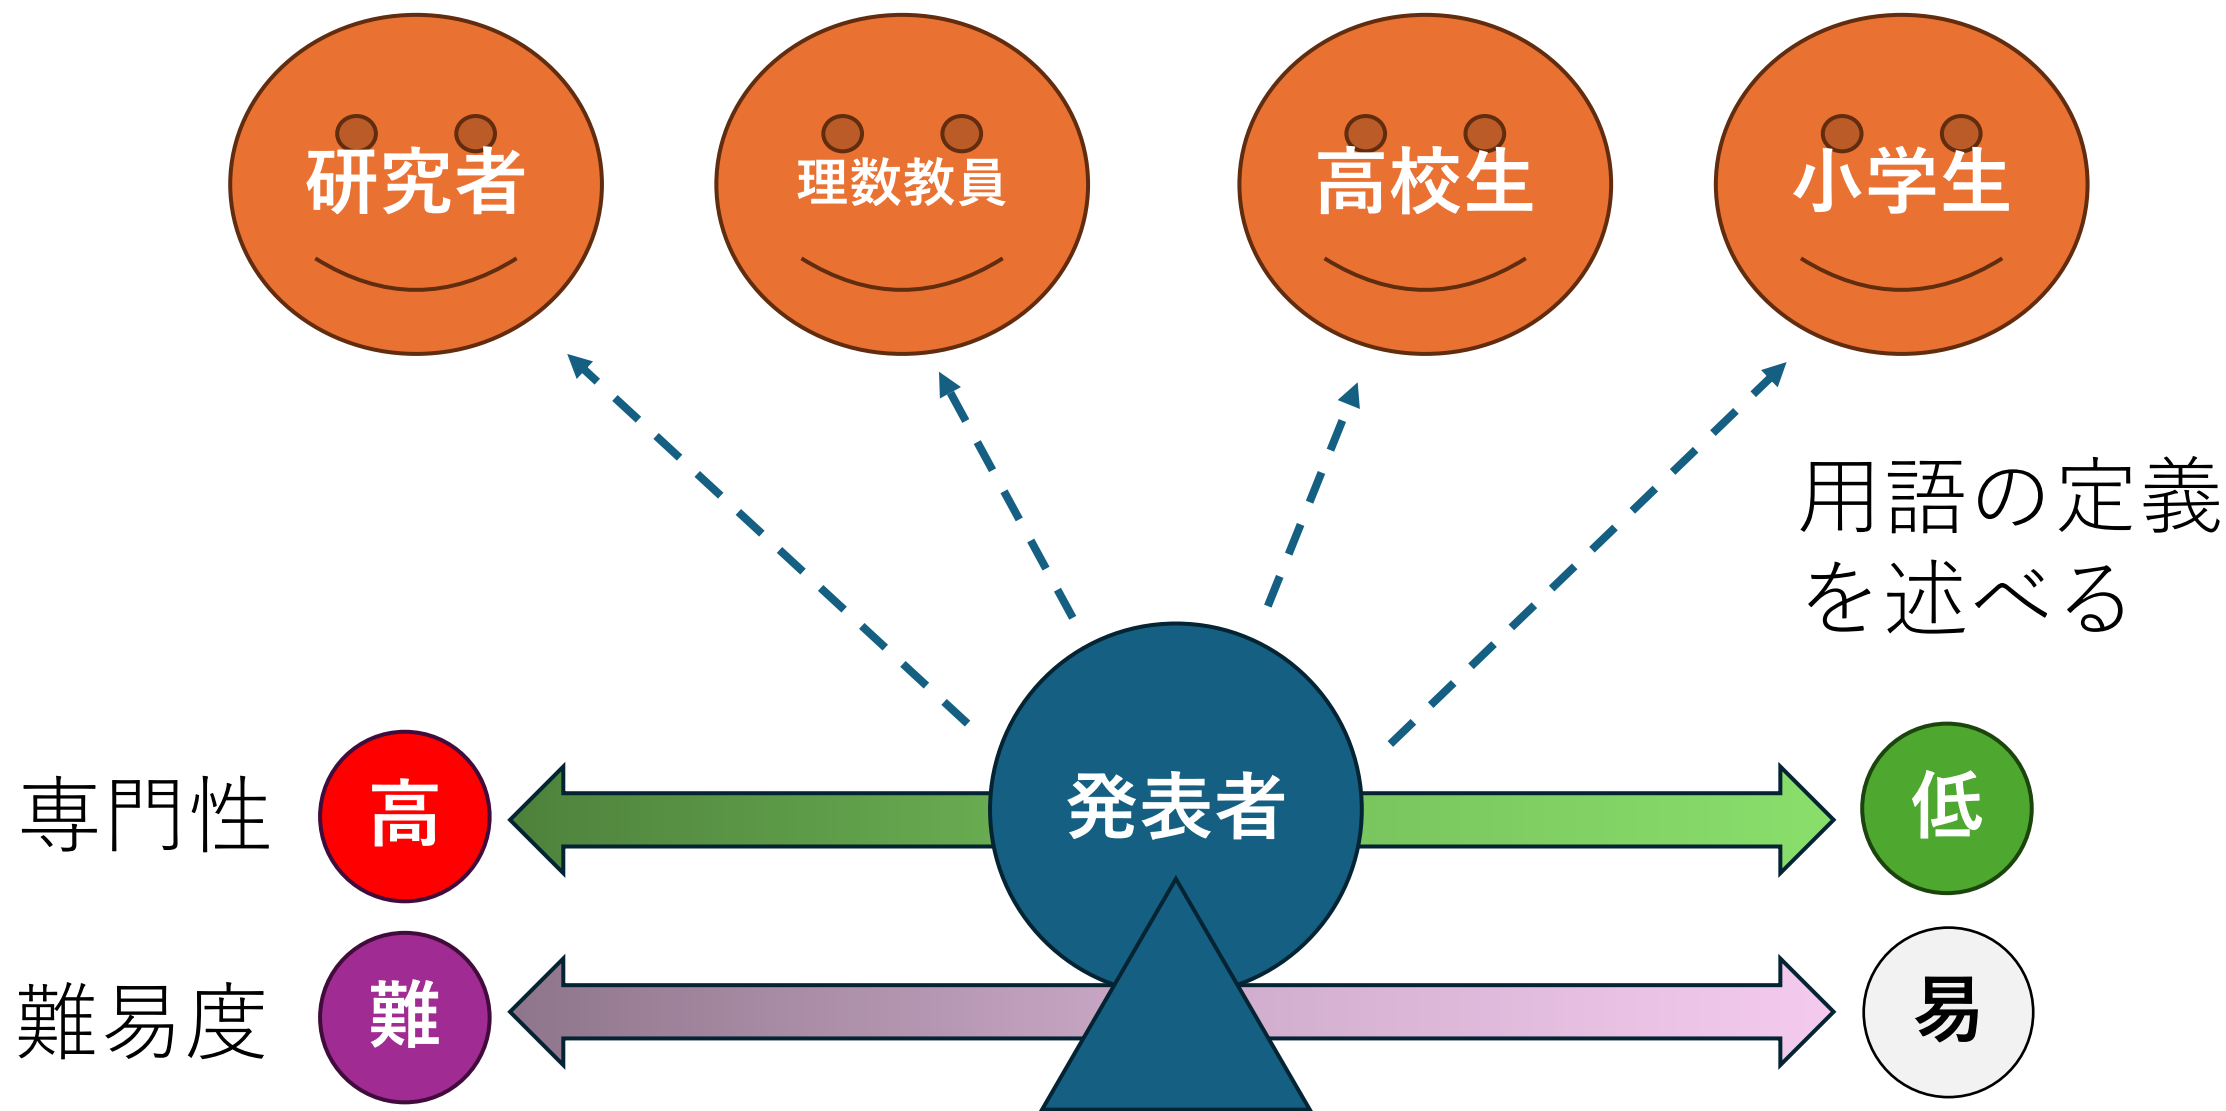 研究者
理数教員
高校生
小学生
用語の定義
を述べる
発表者
専門性
高
低
難易度
難
易